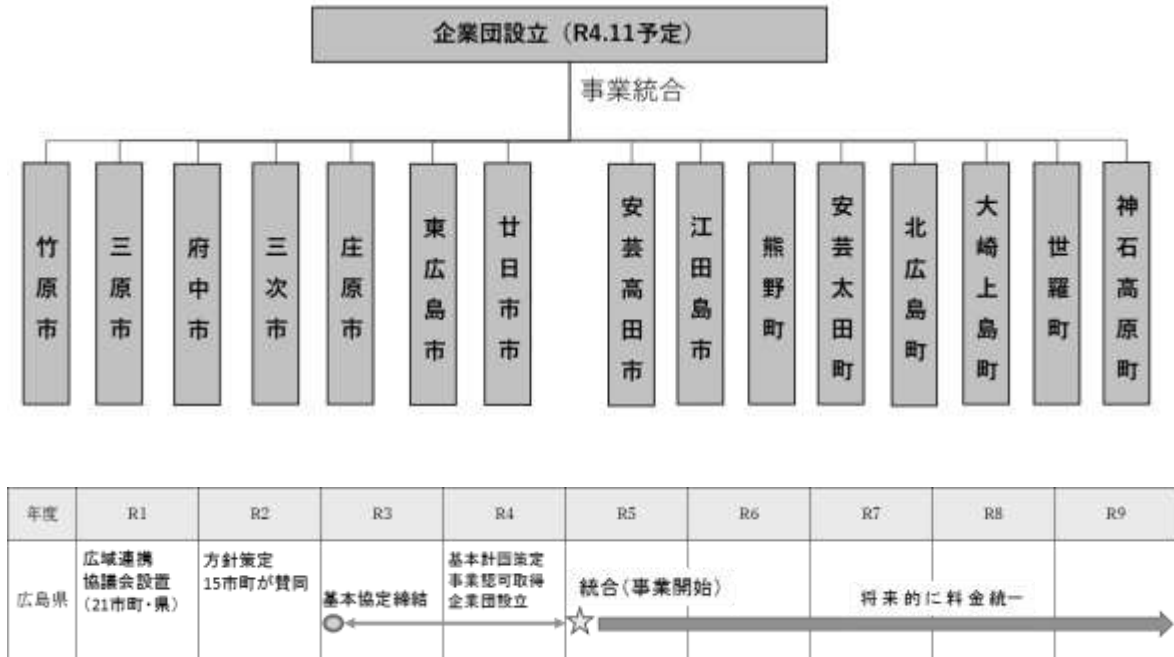 企業団設立（R4.11予定）
事業統合
竹原市
三原市
府中市
三次市
庄原市
東広島市
廿日市市
安芸高田市
江田島市
熊野町
安芸太田町
北広島町
大崎上島町
世羅町
神石高原町
年度
R1
R2
R3
R4
R5
R6
R7
R8
R9
広島県
広域連携
協議会設置
（21市町・県）
方針策定
15市町が賛同
基本協定締結
基本計画策定
事業認可取得
企業団設立
統合（事業開始）
将来的に料金統一